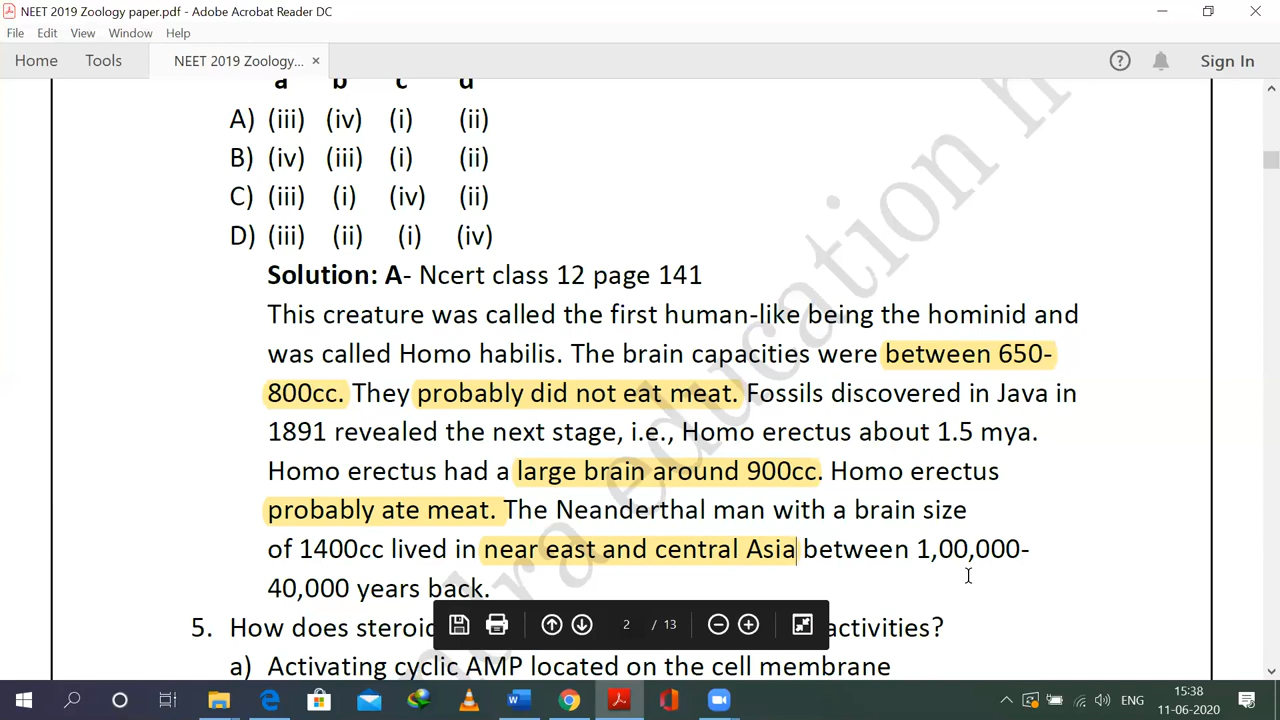 NEET 2019 Zoology paper.pdf - Adobe Acrobat Reader DC
File Edit View Window Help
Home Tools NEET 2019 Zoology... × Sign In
a b c d
A) (iii) (iv) (i) (ii)
B) (iv) (iii) (i) (ii)
C) (iii) (i) (iv) (ii)
D) (iii) (ii) (i) (iv)
Solution: A- Ncert class 12 page 141
This creature was called the first human-like being the hominid and
was called Homo habilis. The brain capacities were between 650-
800cc. They probably did not eat meat. Fossils discovered in Java in
1891 revealed the next stage, i.e., Homo erectus about 1.5 mya.
Homo erectus had a large brain around 900cc. Homo erectus
probably ate meat. The Neanderthal man with a brain size
of 1400cc lived in near east and central Asia between 1,00,000-
40,000 years back.
2 / 13
5. How does steroid activities?
a) Activating cyclic AMP located on the cell membrane
education
ENG 15:38
11-06-2020